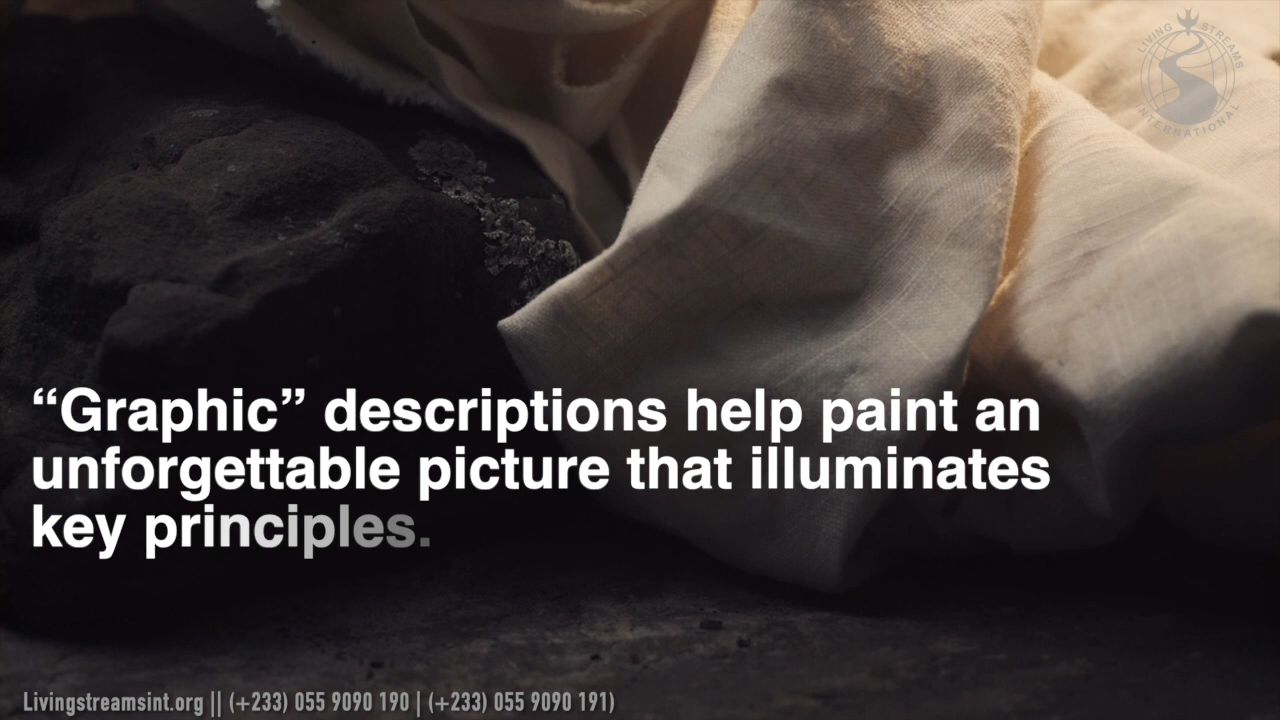 LIVING STREAMS
INTERNATIONAL
“Graphic” descriptions help paint an
unforgettable picture that illuminates
key principles.
Livingstreamsint.org || (+233) 055 9090 190 | (+233) 055 9090 191)